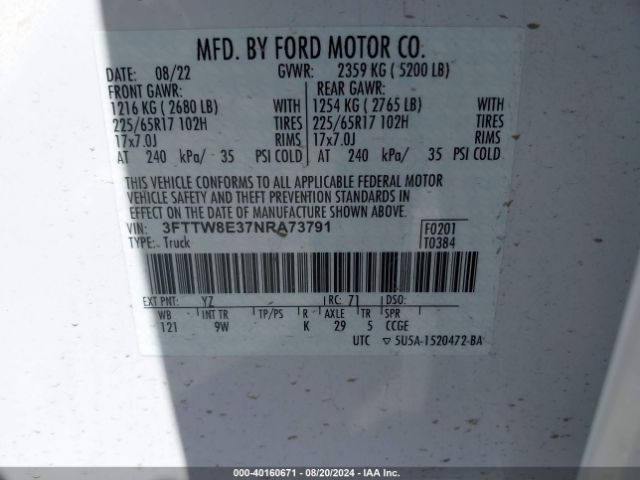 MFD. BY FORD MOTOR CO.
DATE: 08/22 GVWR: 2359 KG ( 5200 LB)
FRONT GAWR: REAR GAWR:
1216 KG ( 2680 LB) WITH 1254 KG ( 2765 LB) WITH
225/65R17 102H TIRES 225/65R17 102H TIRES
17x7.0J RIMS 17x7.0J RIMS
AT 240 kPa/ 35 PSI COLD AT 240 kPa/ 35 PSI COLD
THIS VEHICLE CONFORMS TO ALL APPLICABLE FEDERAL MOTOR
VEHICLE SAFETY AND THEFT PREVENTION STANDARDS IN
EFFECT ON THE DATE OF MANUFACTURE SHOWN ABOVE.
VIN: 3FTTW8E37NRA73791 F0201
TYPE: Truck T0384
EXT PNT: YZ RC: 71 DSO:
WB INT TR TP/PS R AXLE TR SPR
121 9W K 29 5 CCGE
UTC ▽ 5U5A-1520472-BA
000-40160671 - 08/20/2024 - IAA Inc.